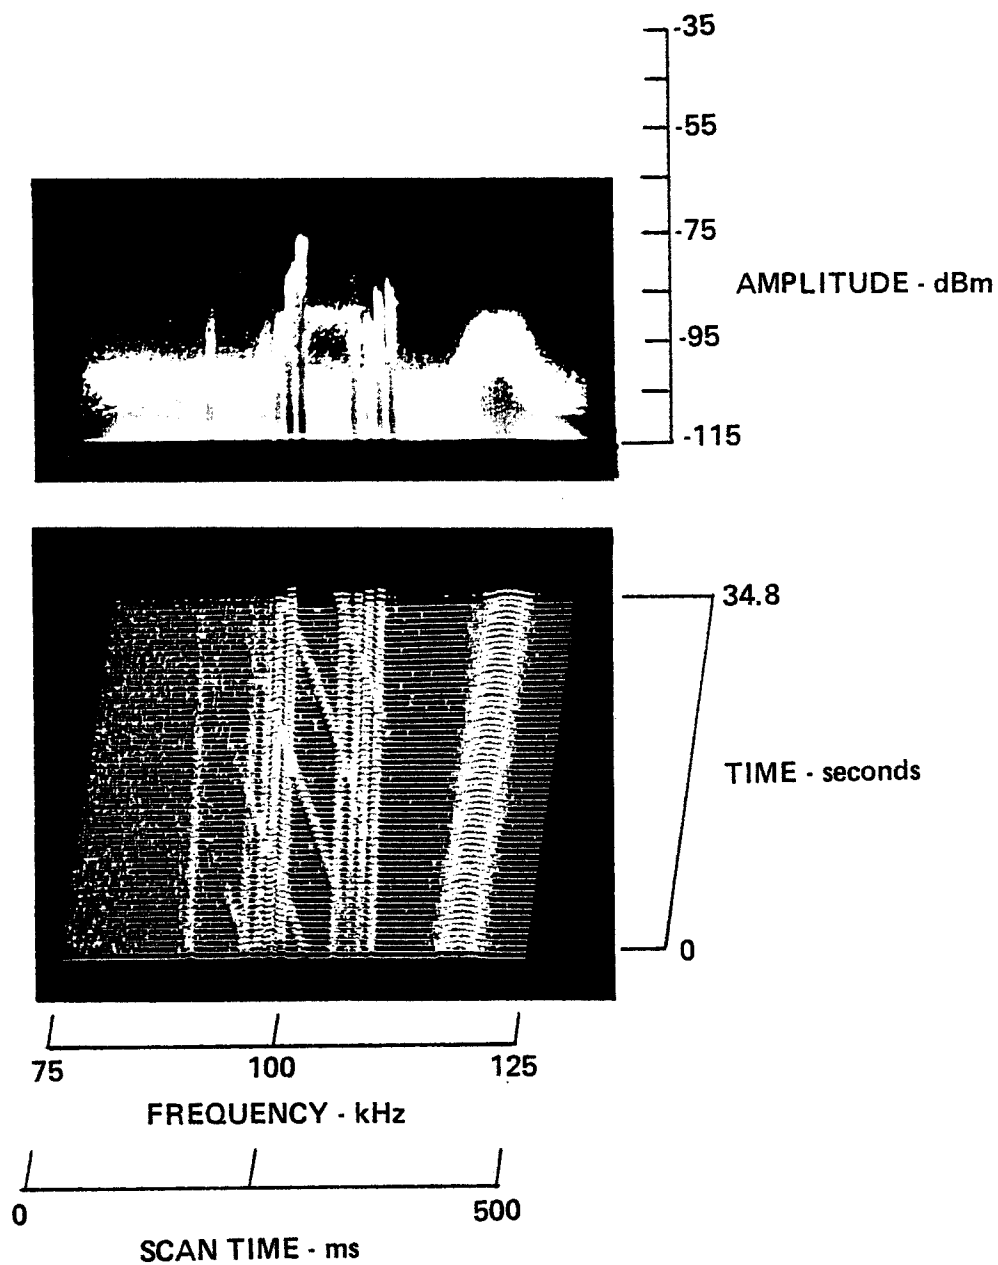 -35
-55
-75
AMPLITUDE - dBm
-95
-115
34.8
TIME - seconds
0
75 100 125
FREQUENCY - kHz
0 500
SCAN TIME - ms